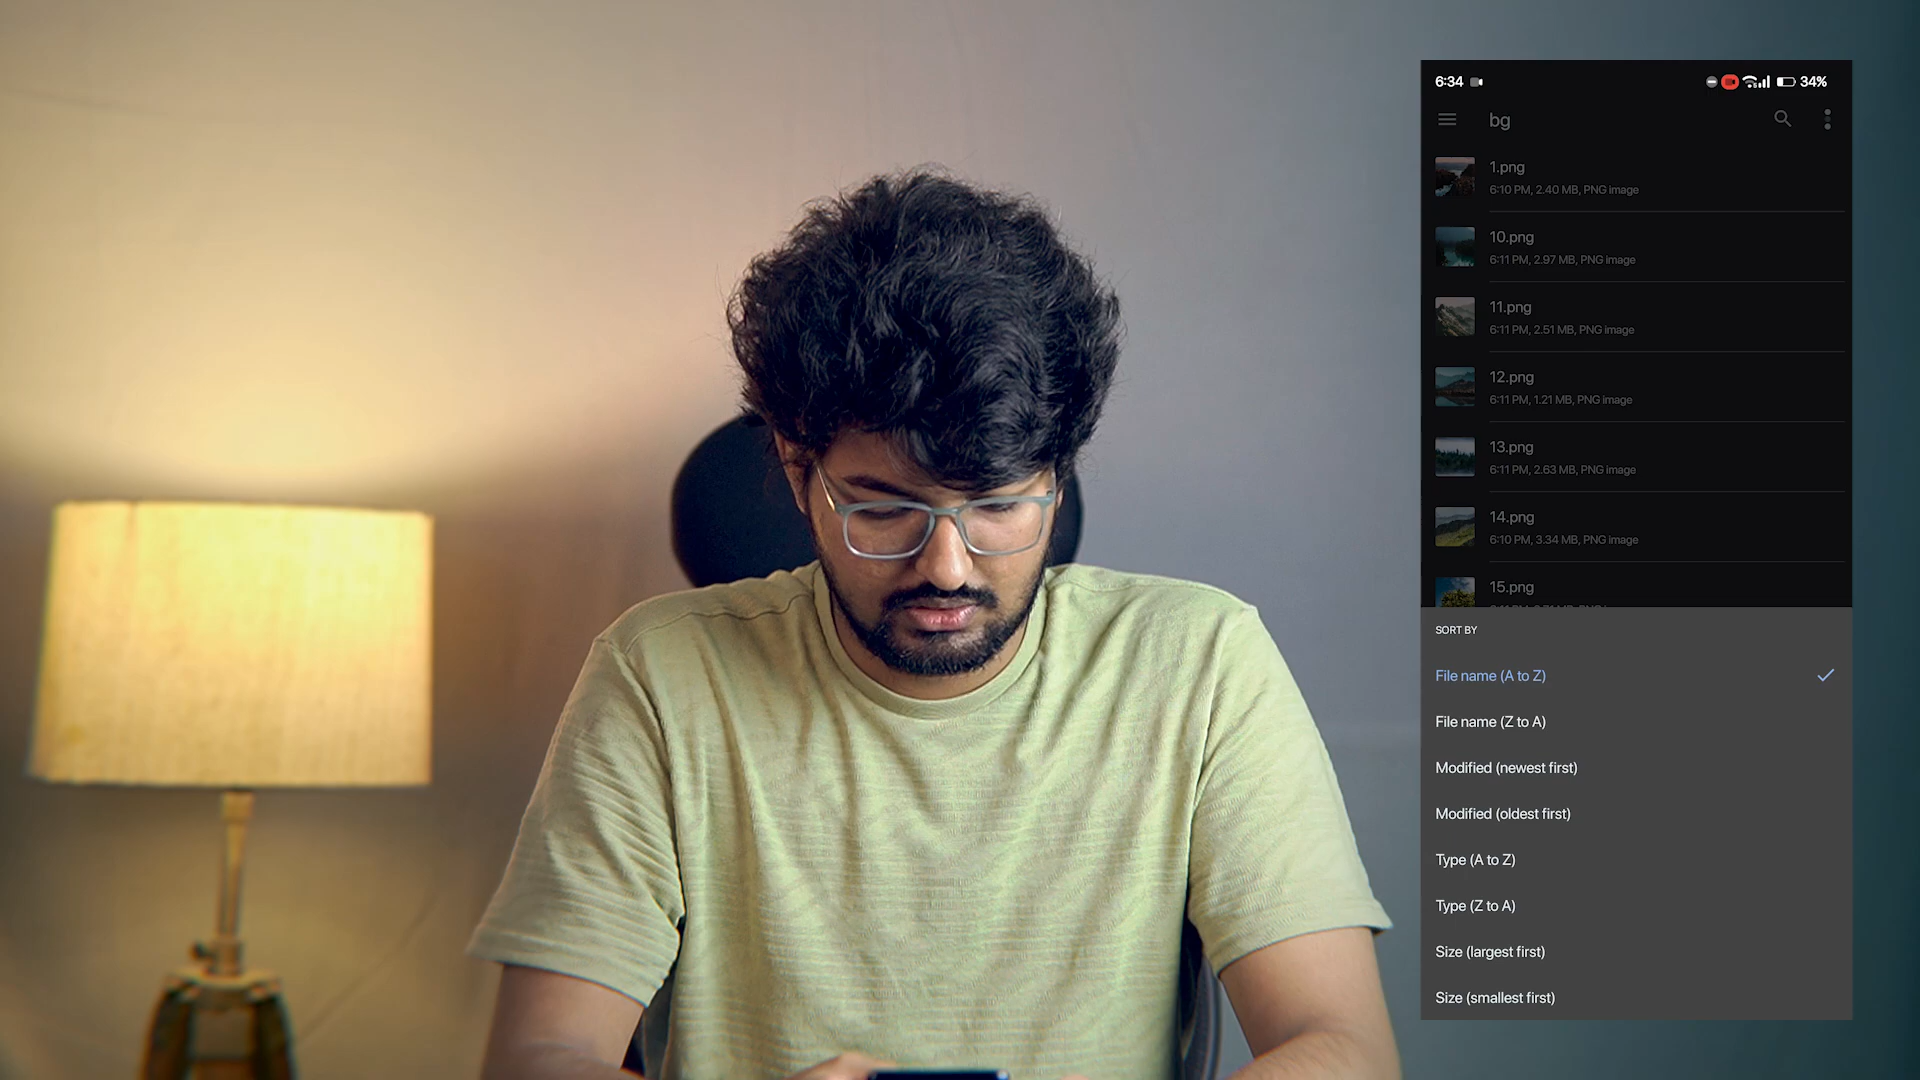 6:34
34%
bg
1.png
6:10 PM, 2.40 MB, PNG image
10.png
6:11 PM, 2.97 MB, PNG image
11.png
6:11 PM, 2.51 MB, PNG image
12.png
6:11 PM, 1.21 MB, PNG image
13.png
6:11 PM, 2.63 MB, PNG image
14.png
6:10 PM, 3.34 MB, PNG image
15.png
SORT BY
File name (A to Z)
File name (Z to A)
Modified (newest first)
Modified (oldest first)
Type (A to Z)
Type (Z to A)
Size (largest first)
Size (smallest first)